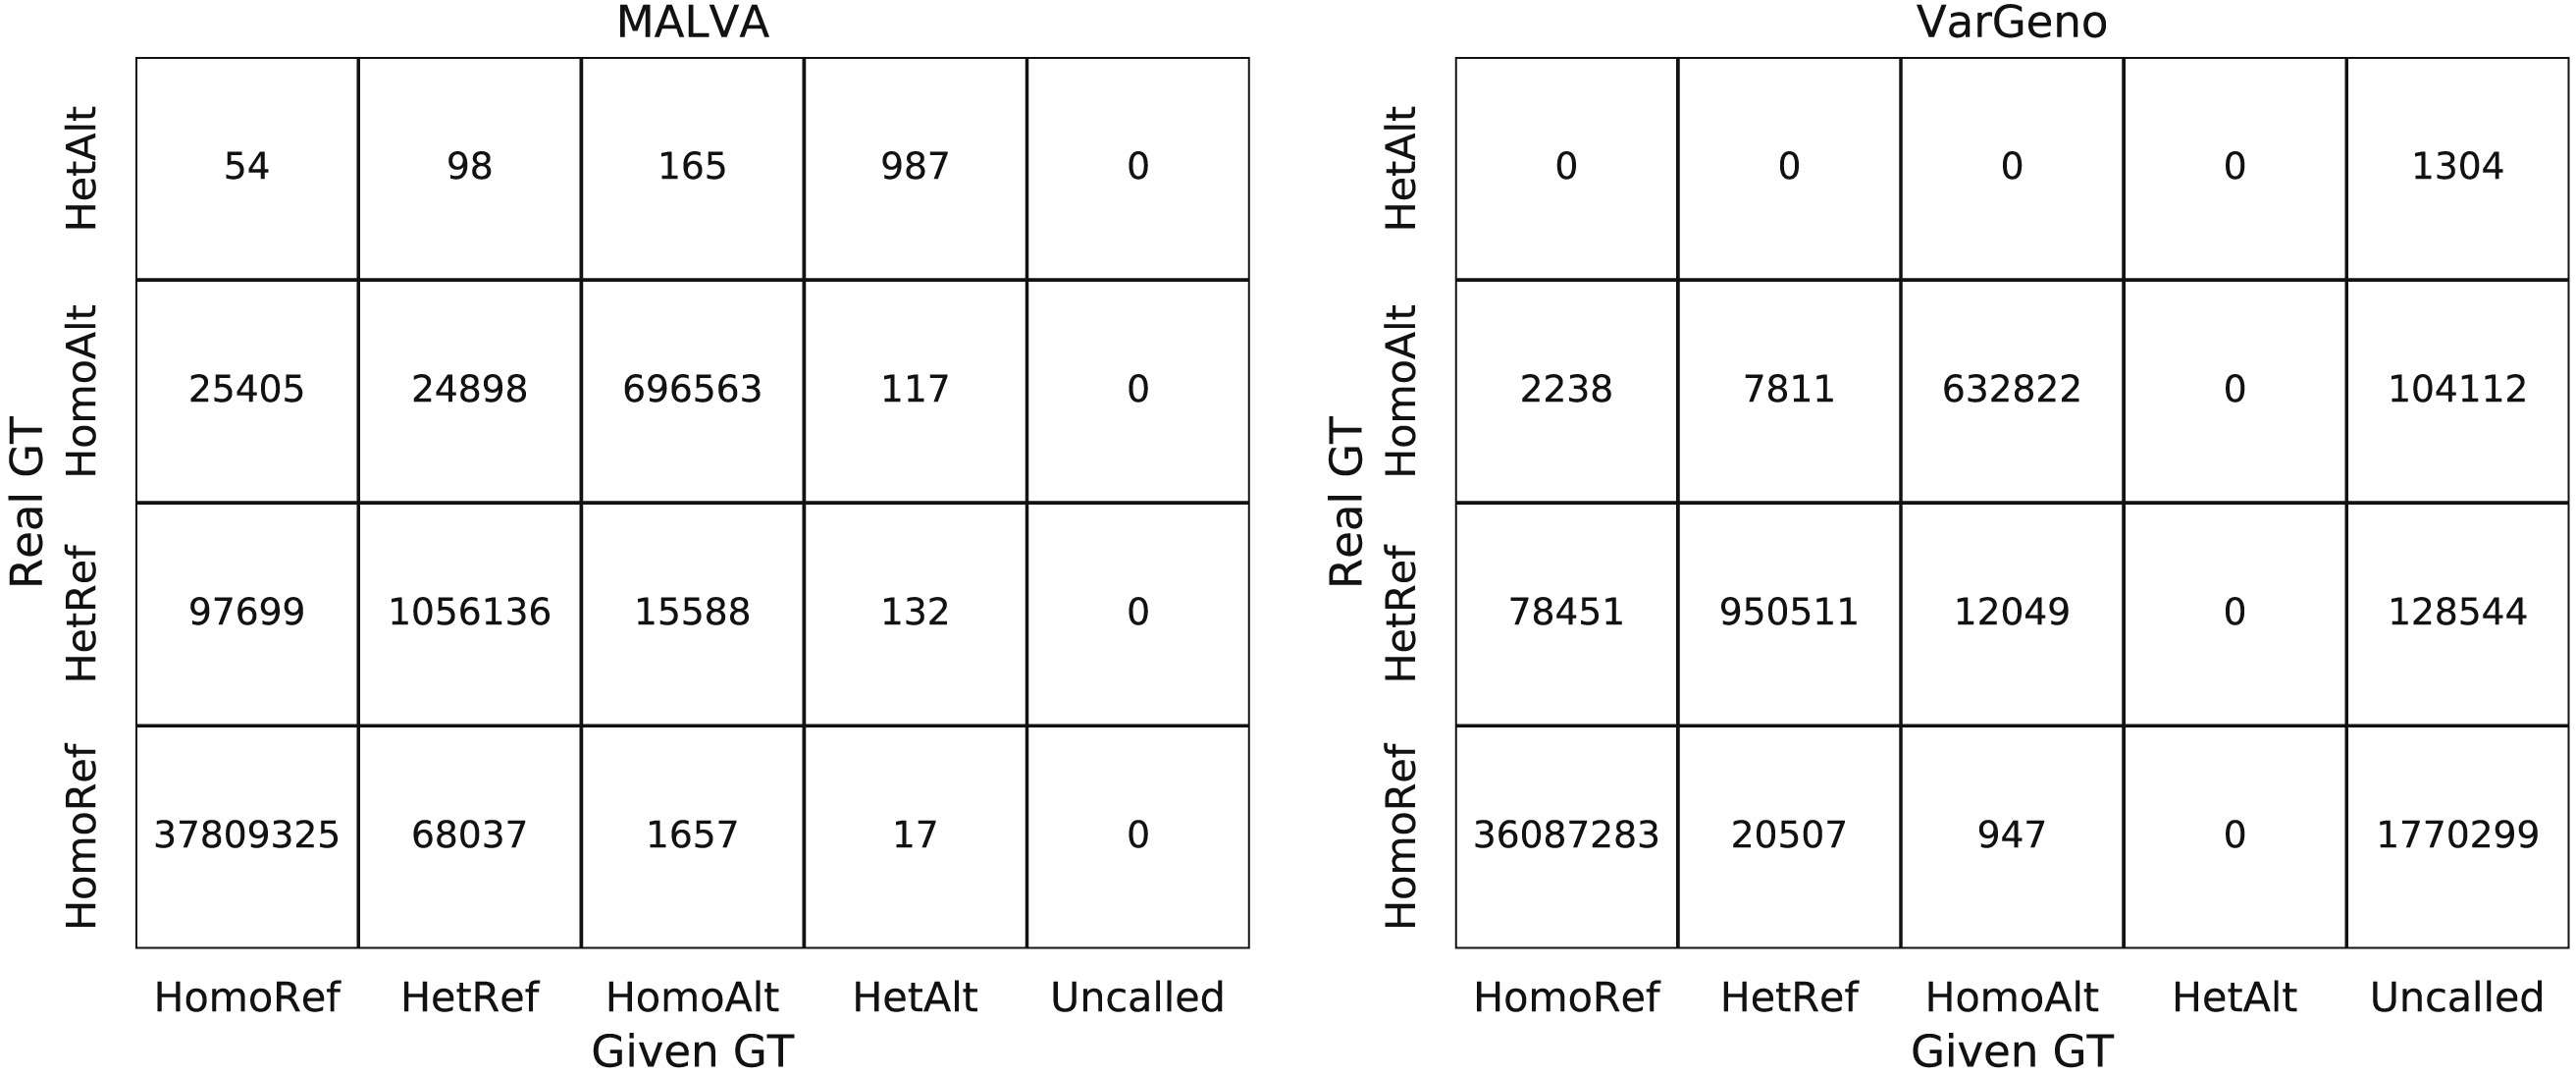 MALVA
HetAlt 54 98 165 987 0
HomoAlt 25405 24898 696563 117 0
HetRef 97699 1056136 15588 132 0
HomoRef 37809325 68037 1657 17 0
Real GT
HomoRef HetRef HomoAlt HetAlt Uncalled
Given GT
VarGeno
HetAlt 0 0 0 0 1304
HomoAlt 2238 7811 632822 0 104112
HetRef 78451 950511 12049 0 128544
HomoRef 36087283 20507 947 0 1770299
Real GT
HomoRef HetRef HomoAlt HetAlt Uncalled
Given GT